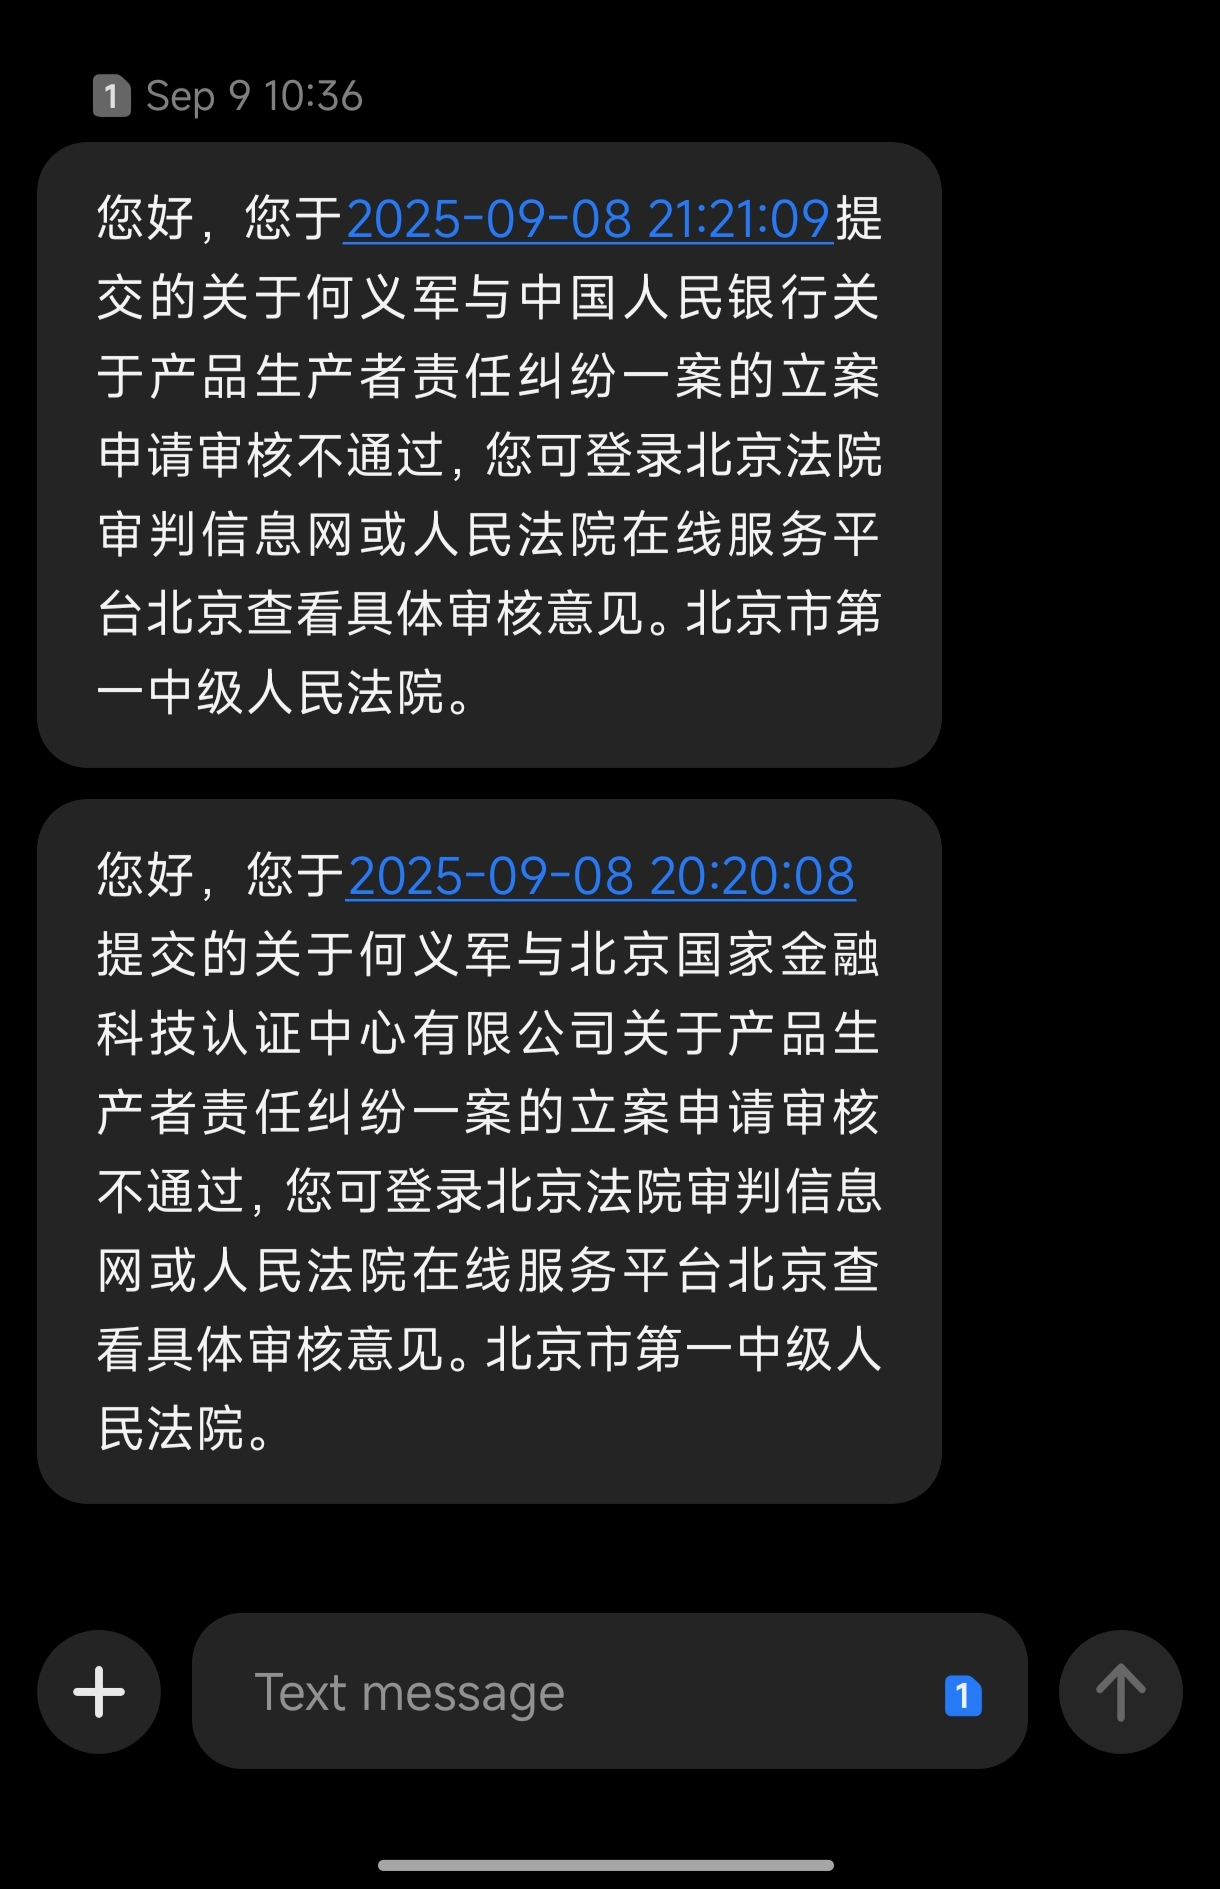 1 Sep 9 10:36
您好，您于2025-09-08 21:21:09提
交的关于何义军与中国人民银行关
于产品生产者责任纠纷一案的立案
申请审核不通过，您可登录北京法院
审判信息网或人民法院在线服务平
台北京查看具体审核意见。北京市第
一中级人民法院。
您好，您于2025-09-08 20:20:08
提交的关于何义军与北京国家金融
科技认证中心有限公司关于产品生
产者责任纠纷一案的立案申请审核
不通过，您可登录北京法院审判信息
网或人民法院在线服务平台北京查
看具体审核意见。北京市第一中级人
民法院。
Text message 1